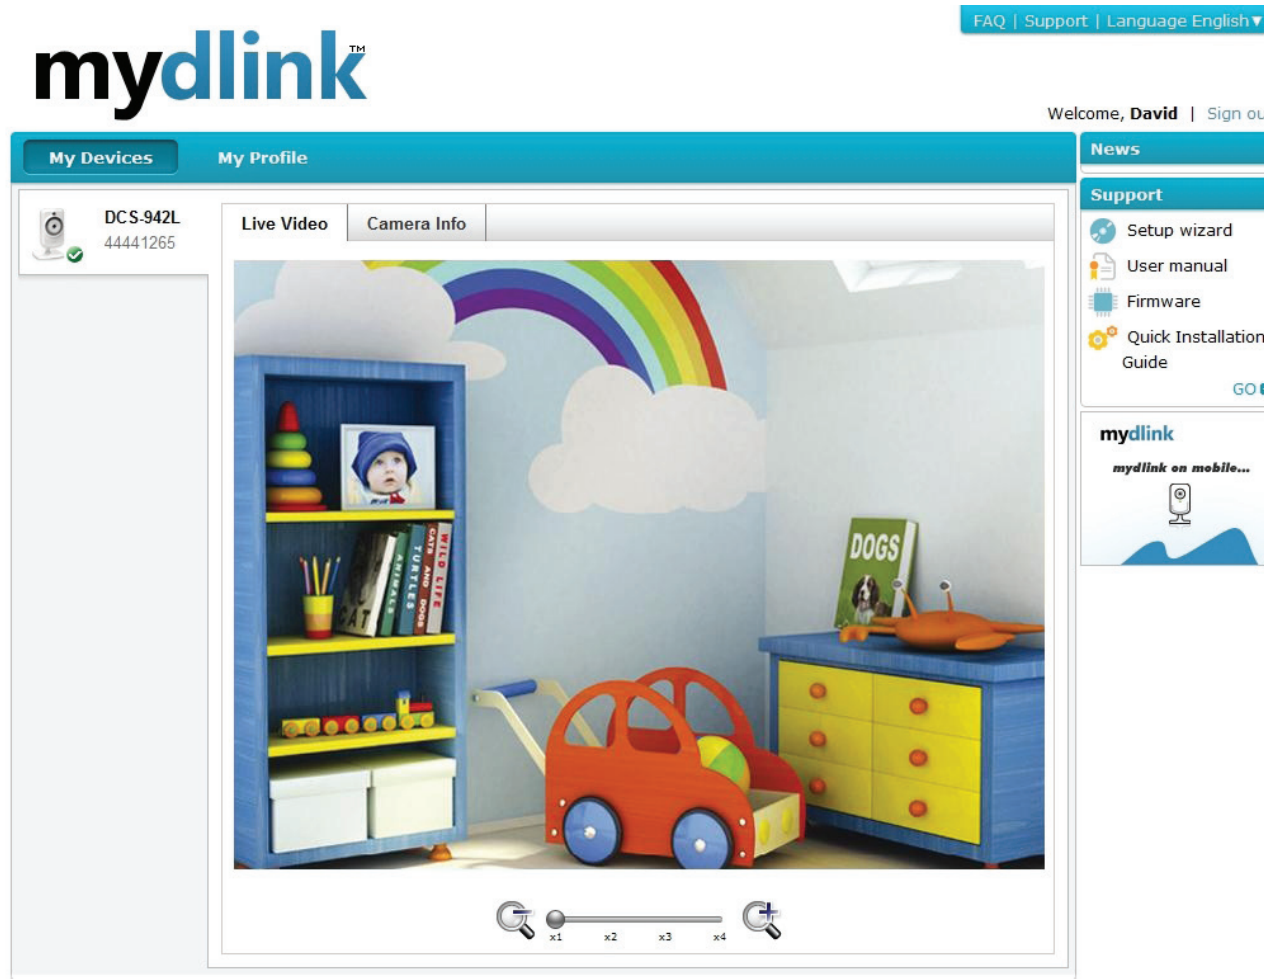 FAQ | Support | Language English▼
mydlink™
Welcome, David | Sign ou
My Devices
My Profile
News
DCS-942L
44441265
Live Video
Camera Info
Support
Setup wizard
User manual
Firmware
Quick Installation
Guide
GO
mydlink
mydlink on mobile...
CAT
ANIMALS
TURTLES
CATS AND DOGS
WILD LIFE
DOGS
x1
x2
x3
x4